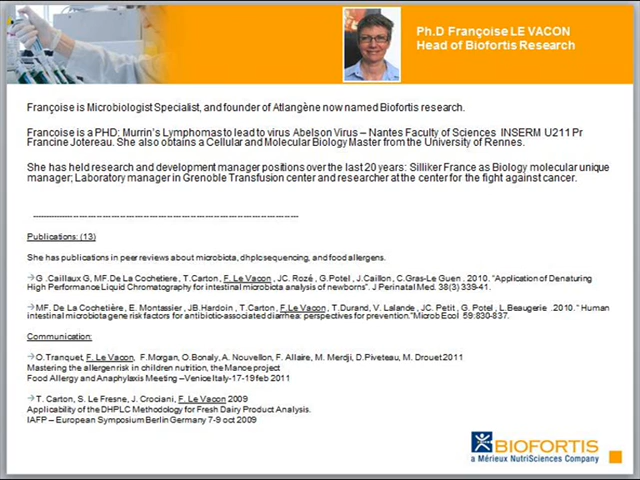 Ph.D Françoise LE VACON
Head of Biofortis Research
Françoise is Microbiologist Specialist, and founder of Atlangène now named Biofortis research.
Francoise is a PHD: Murrin's Lymphomas to lead to virus Abelson Virus – Nantes Faculty of Sciences INSERM U211 Pr
Francine Jotereau. She also obtains a Cellular and Molecular Biology Master from the University of Rennes.
She has held research and development manager positions over the last 20 years: Silliker France as Biology molecular unique
manager; Laboratory manager in Grenoble Transfusion center and researcher at the center for the fight against cancer.
--------------------------------------------------------------------------------------------
Publications: (13)
She has publications in peer reviews about microbiota, dhplc sequencing, and food allergens.
→G .Caillaux G, MF.De La Cochetiere , T.Carton , F. Le Vacon , JC. Rozé , G.Potel , J.Caillon , C.Gras-Le Guen . 2010. "Application of Denaturing
High Performance Liquid Chromatography for intestinal microbiota analysis of newborns". J Perinatal Med. 38(3) 339-41.
→MF. De La Cochetière , E. Montassier , JB.Hardoin , T.Carton , F.Le Vacon , T.Durand, V. Lalande , JC. Petit , G. Potel , L.Beaugerie .2010." Human
intestinal microbiota gene risk factors for antibiotic-associated diarrhea: perspectives for prevention."Microb Ecol 59:830-837.
Communication:
→O.Tranquet, F. Le Vacon, F.Morgan, O.Bonaly, A. Nouvellon, F. Allaire, M. Merdji, D.Piveteau, M. Drouet.2011
Mastering the allergen risk in children nutrition, the Manoe project
Food Allergy and Anaphylaxis Meeting –Venice Italy-17-19 feb 2011
→T. Carton, S. Le Fresne, J. Crociani, F. Le Vacon 2009
Applicability of the DHPLC Methodology for Fresh Dairy Product Analysis.
IAFP – European Symposium Berlin Germany 7-9 oct 2009
BIOFORTIS
a Mérieux NutriSciences Company